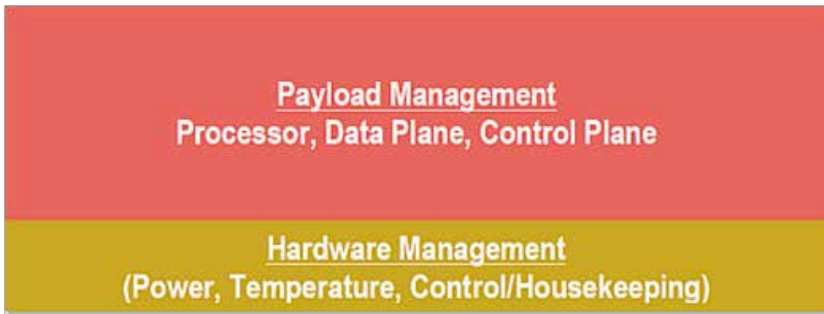 Payload Management
Processor, Data Plane, Control Plane
Hardware Management
(Power, Temperature, Control/Housekeeping)